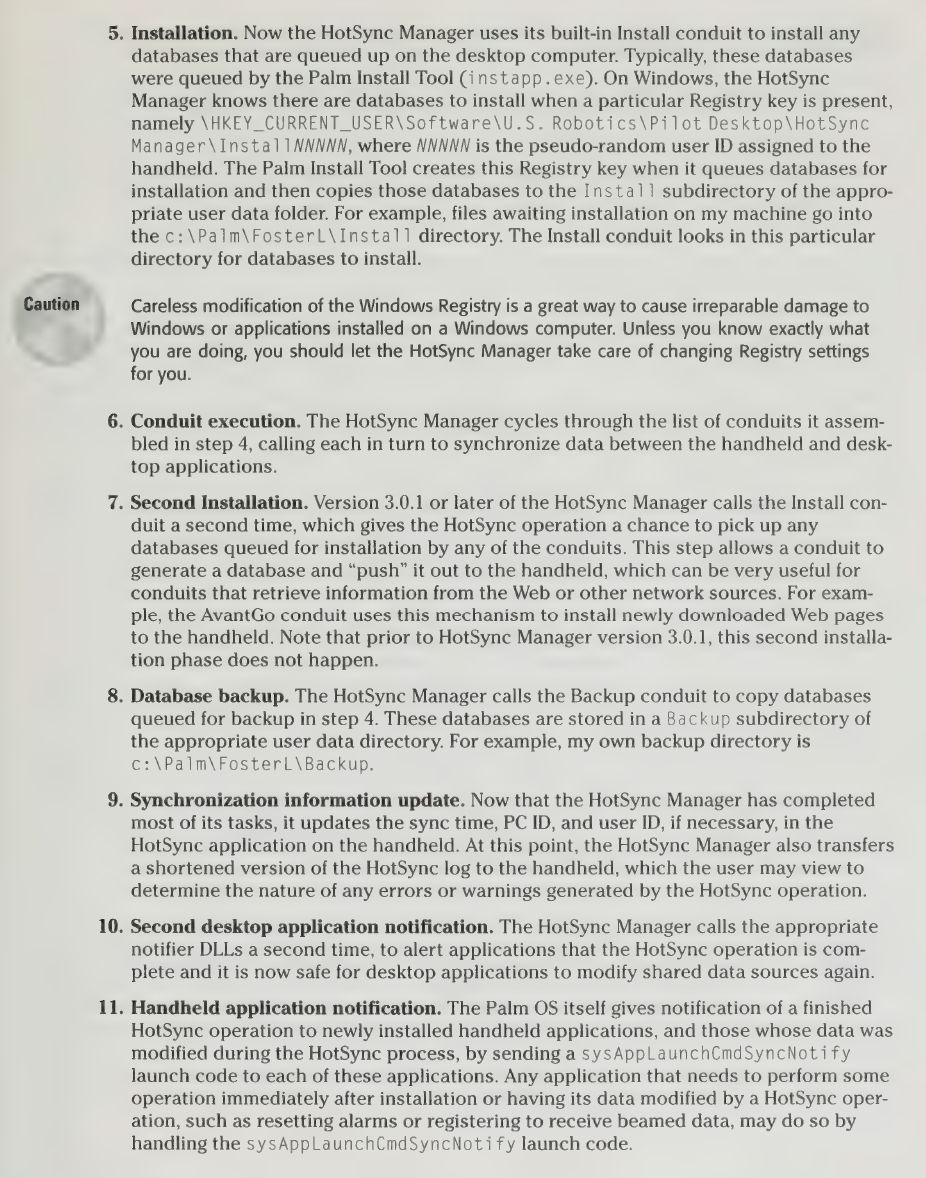 5. Installation. Now the HotSync Manager uses its built-in Install conduit to install any
databases that are queued up on the desktop computer. Typically, these databases
were queued by the Palm Install Tool (instapp.exe). On Windows, the HotSync
Manager knows there are databases to install when a particular Registry key is present,
namely \HKEY_CURRENT_USER\Software\U.S. Robotics\Pilot Desktop\HotSync
Manager\InstallNNNNN, where NNNNN is the pseudo-random user ID assigned to the
handheld. The Palm Install Tool creates this Registry key when it queues databases for
installation and then copies those databases to the Install subdirectory of the appro-
priate user data folder. For example, files awaiting installation on my machine go into
the c:\Palm\FosterL\Install directory. The Install conduit looks in this particular
directory for databases to install.
Caution
Careless modification of the Windows Registry is a great way to cause irreparable damage to
Windows or applications installed on a Windows computer. Unless you know exactly what
you are doing, you should let the HotSync Manager take care of changing Registry settings
for you.
6. Conduit execution. The HotSync Manager cycles through the list of conduits it assem-
bled in step 4, calling each in turn to synchronize data between the handheld and desk-
top applications.
7. Second Installation. Version 3.0.1 or later of the HotSync Manager calls the Install con-
duit a second time, which gives the HotSync operation a chance to pick up any
databases queued for installation by any of the conduits. This step allows a conduit to
generate a database and “push” it out to the handheld, which can be very useful for
conduits that retrieve information from the Web or other network sources. For exam-
ple, the AvantGo conduit uses this mechanism to install newly downloaded Web pages
to the handheld. Note that prior to HotSync Manager version 3.0.1, this second installa-
tion phase does not happen.
8. Database backup. The HotSync Manager calls the Backup conduit to copy databases
queued for backup in step 4. These databases are stored in a Backup subdirectory of
the appropriate user data directory. For example, my own backup directory is
c:\Palm\FosterL\Backup.
9. Synchronization information update. Now that the HotSync Manager has completed
most of its tasks, it updates the sync time, PC ID, and user ID, if necessary, in the
HotSync application on the handheld. At this point, the HotSync Manager also transfers
a shortened version of the HotSync log to the handheld, which the user may view to
determine the nature of any errors or warnings generated by the HotSync operation.
10. Second desktop application notification. The HotSync Manager calls the appropriate
notifier DLLs a second time, to alert applications that the HotSync operation is com-
plete and it is now safe for desktop applications to modify shared data sources again.
11. Handheld application notification. The Palm OS itself gives notification of a finished
HotSync operation to newly installed handheld applications, and those whose data was
modified during the HotSync process, by sending a sysAppLaunchCmdSyncNotify
launch code to each of these applications. Any application that needs to perform some
operation immediately after installation or having its data modified by a HotSync oper-
ation, such as resetting alarms or registering to receive beamed data, may do so by
handling the sysAppLaunchCmdSyncNotify launch code.